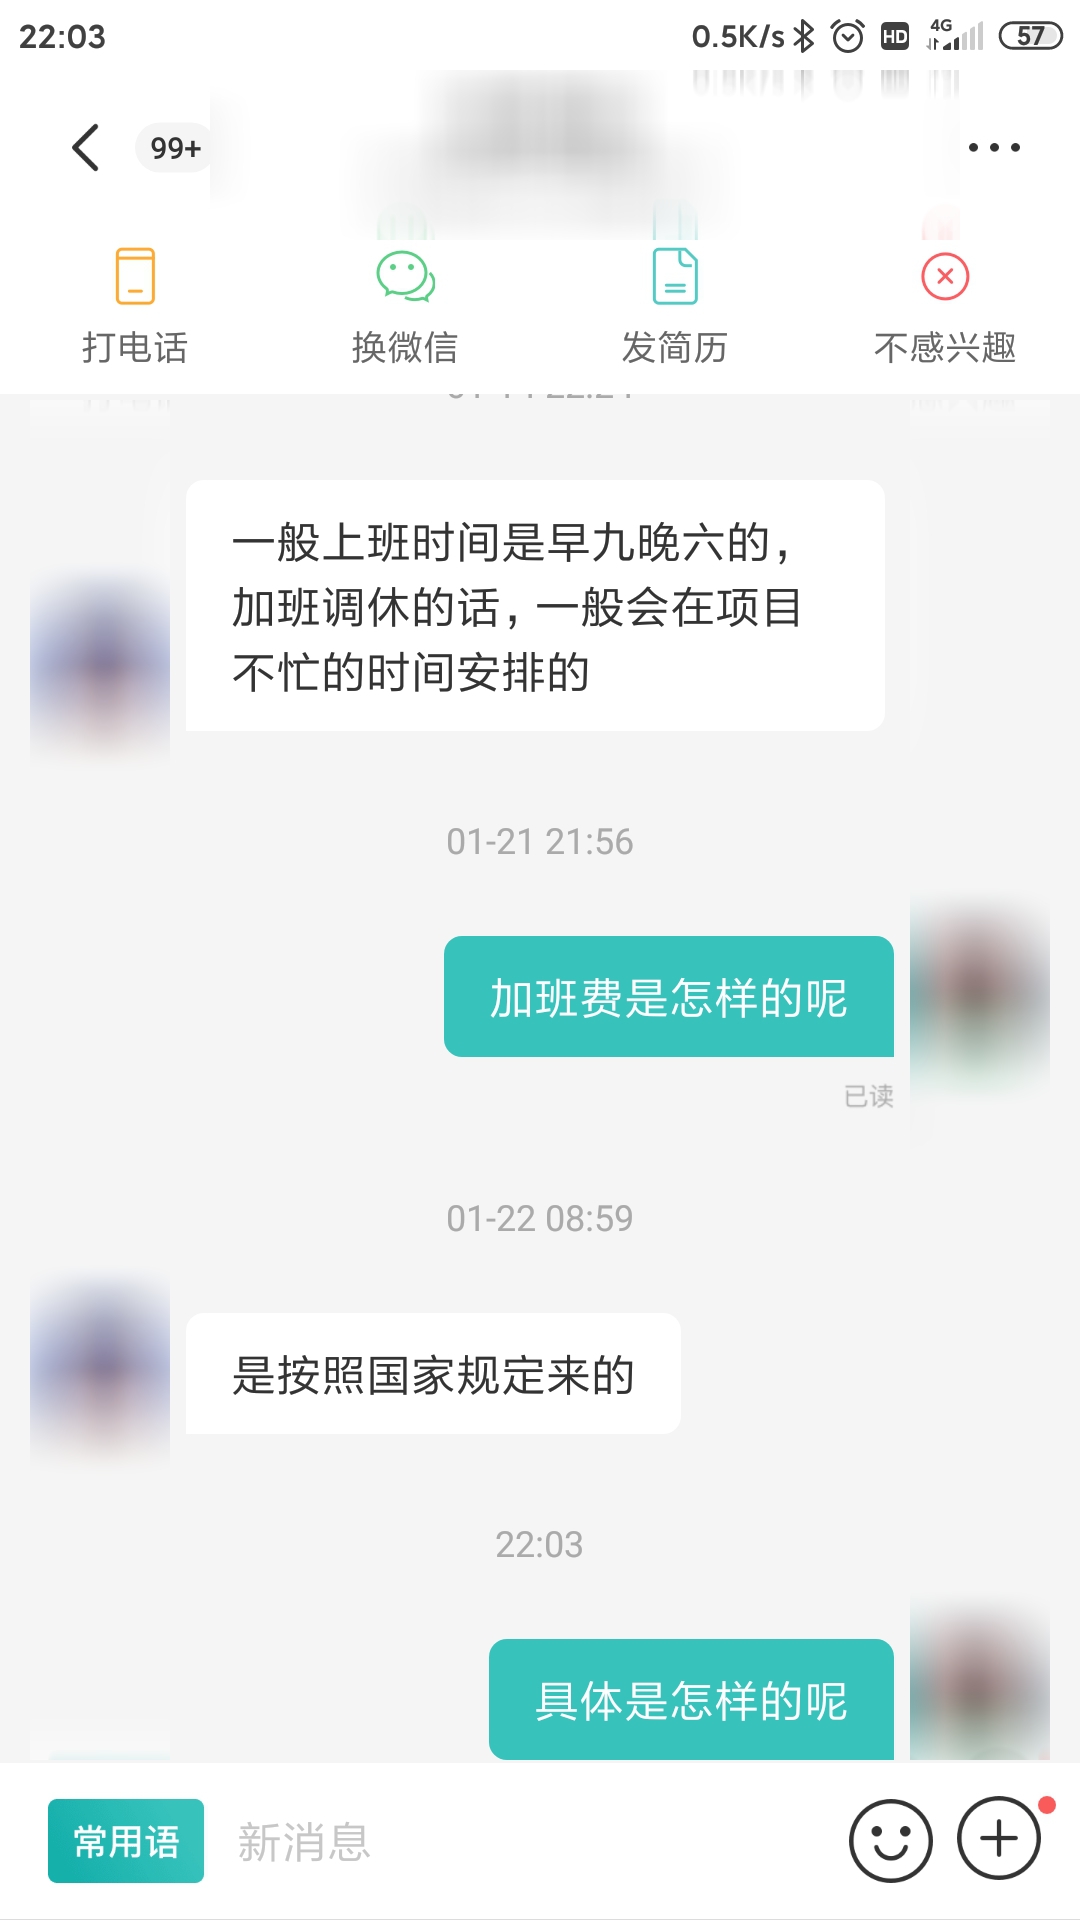 22:03
0.5K/s
HD
4G
57
99+
打电话
换微信
发简历
不感兴趣
一般上班时间是早九晚六的，
加班调休的话，一般会在项目
不忙的时间安排的
01-21 21:56
加班费是怎样的呢
已读
01-22 08:59
是按照国家规定来的
22:03
具体是怎样的呢
常用语
新消息